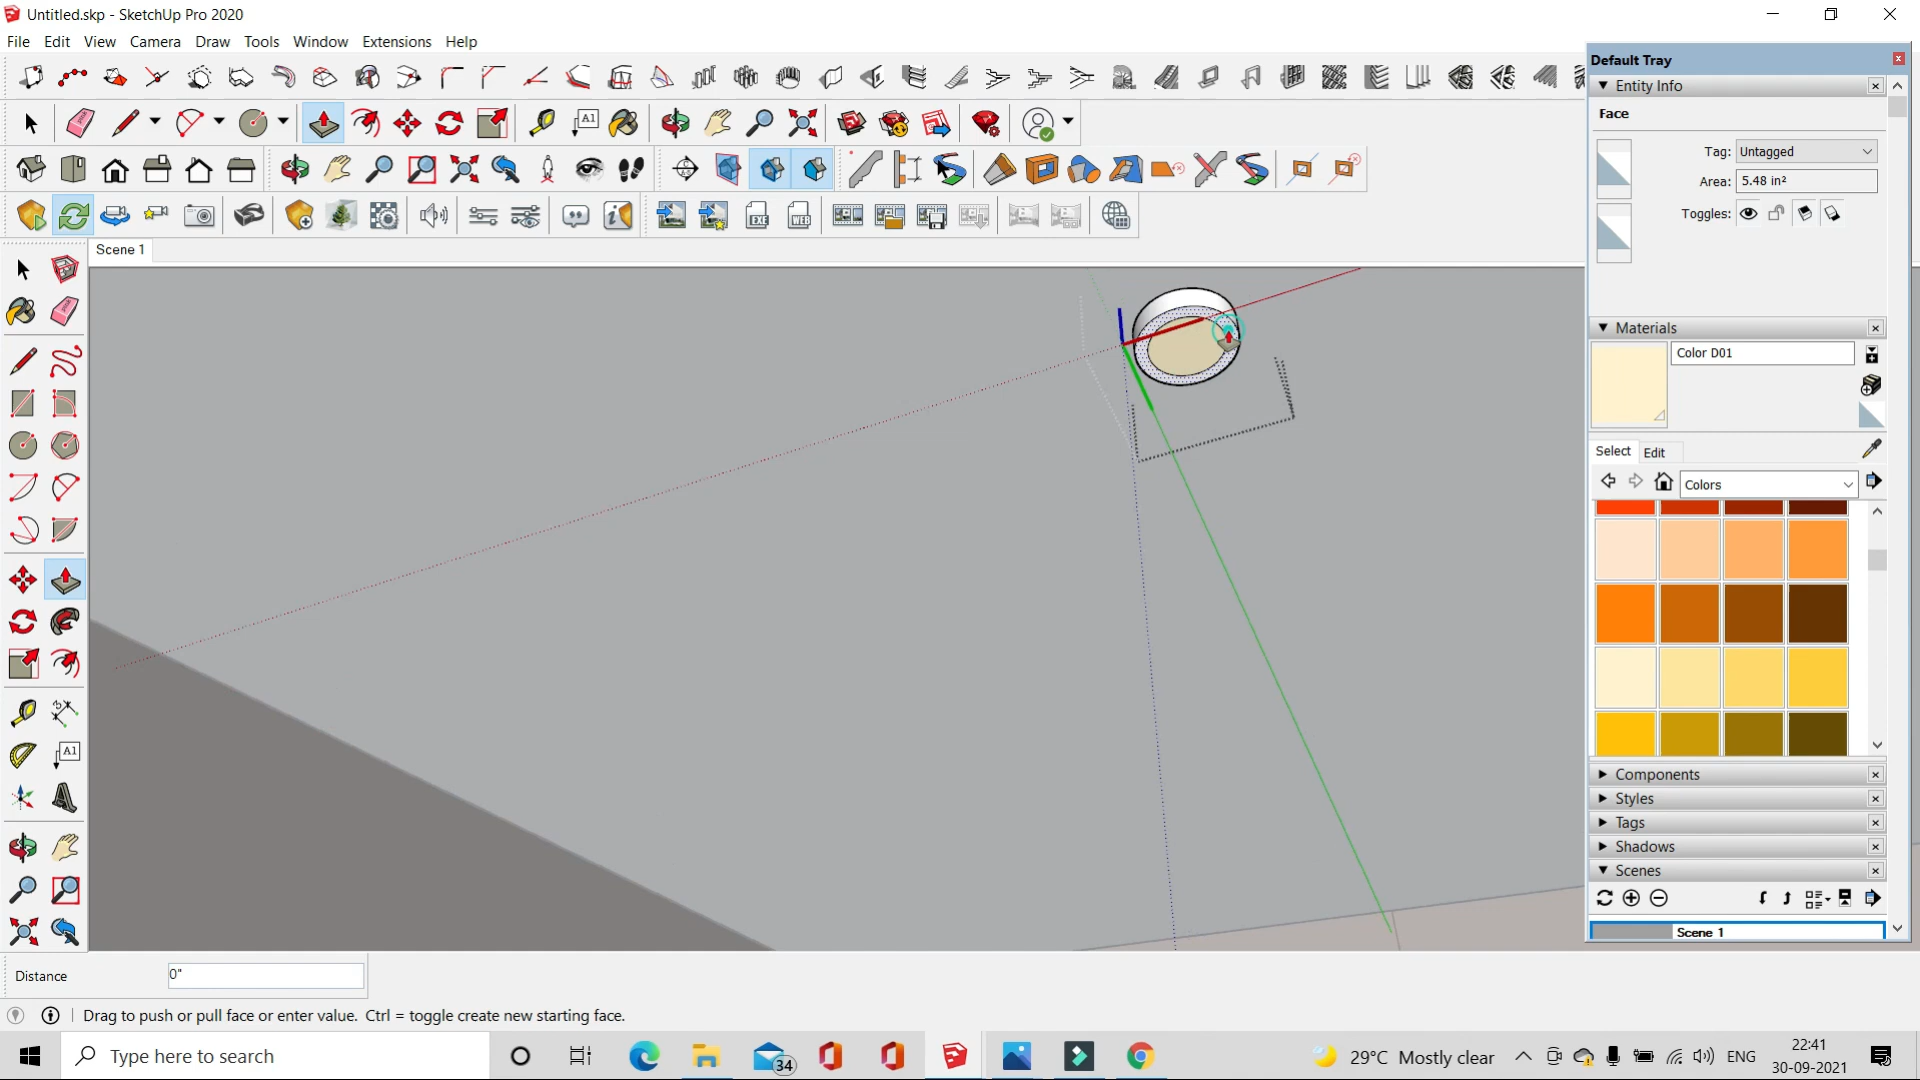 Untitled.skp - SketchUp Pro 2020
File Edit View Camera Draw Tools Window Extensions Help
Default Tray
Entity Info
Face
Tag: Untagged
Area: 5.48 in²
Toggles:
Scene 1
Materials
Color D01
Select Edit
Colors
Components
Styles
Tags
Shadows
Scenes
Scene 1
Distance 0"
Drag to push or pull face or enter value. Ctrl = toggle create new starting face.
Type here to search
34
29°C Mostly clear
ENG
22:41
30-09-2021